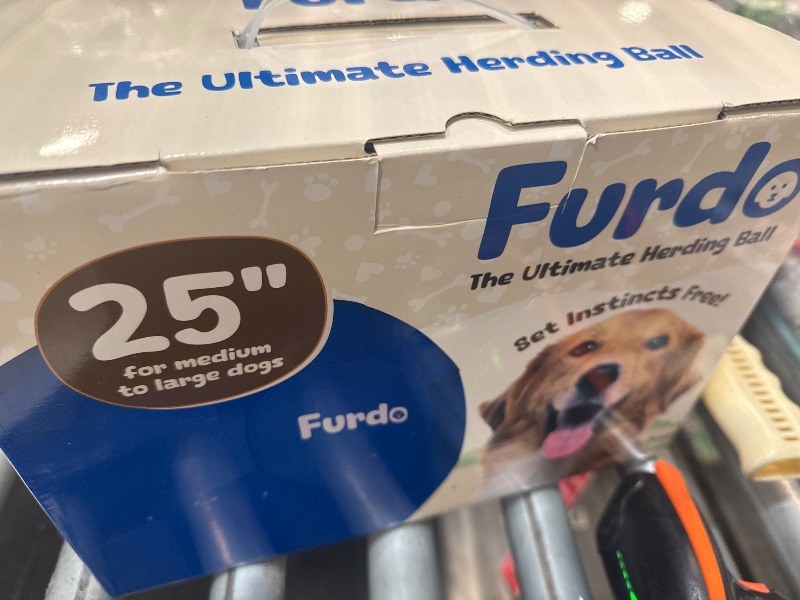 The Ultimate Herding Ball
Furdo
The Ultimate Herding Ball
Set Instincts Free!
25"
for medium
to large dogs
Furdo